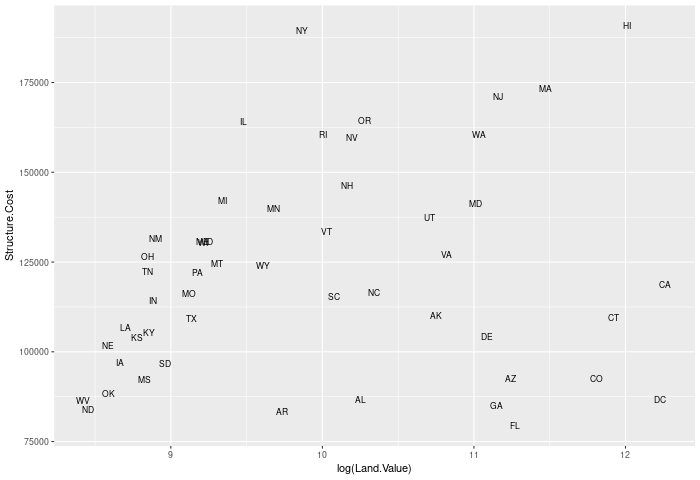 HI
NY
175000
MA
NJ
IL
OR
RI
WA
NV
150000
NH
MI
MD
MN
UT
VT
NM
125000
OH
VA
MT
WY
TN
PA
CA
MO
NC
SC
IN
CT
TX
AK
LA
KY
KS
DE
NE
100000
IA
SD
MS
AZ
CO
OK
WV
AL
DC
GA
ND
AR
FL
75000
9
10
11
12
log(Land.Value)
Structure.Cost